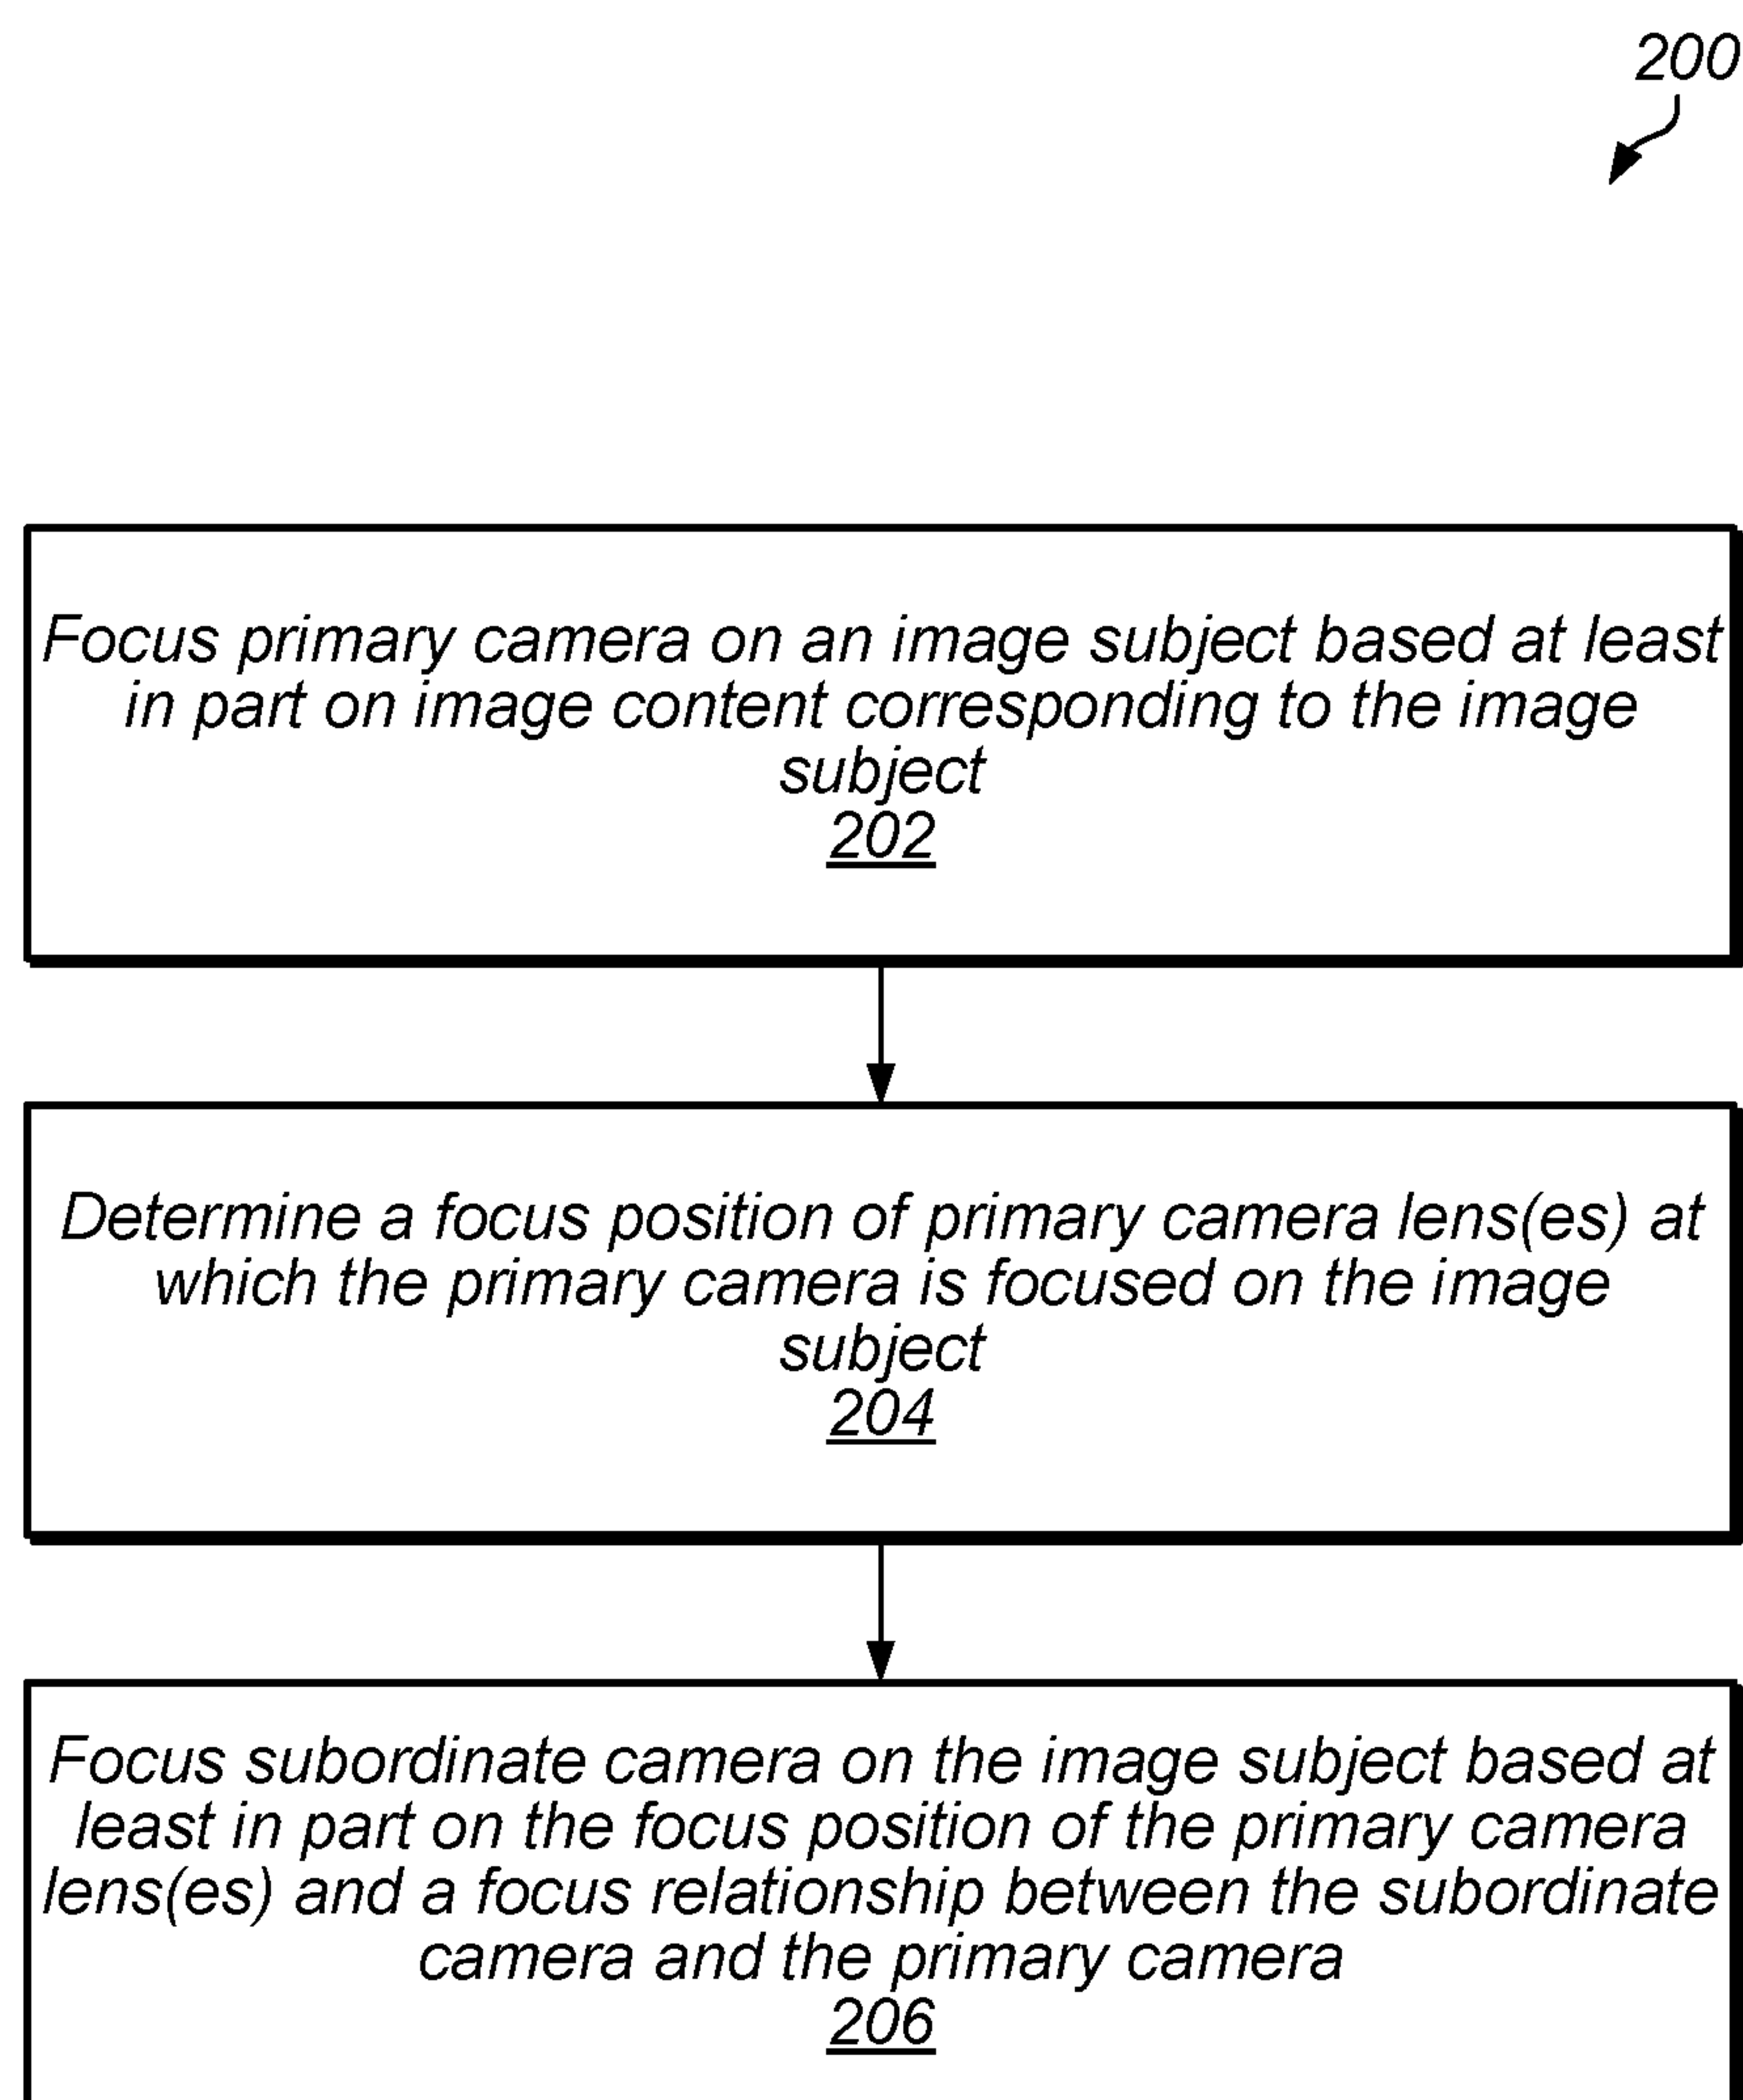 200
Focus primary camera on an image subject based at least
in part on image content corresponding to the image
subject
202
Determine a focus position of primary camera lens(es) at
which the primary camera is focused on the image
subject
204
Focus subordinate camera on the image subject based at
least in part on the focus position of the primary camera
lens(es) and a focus relationship between the subordinate
camera and the primary camera
206